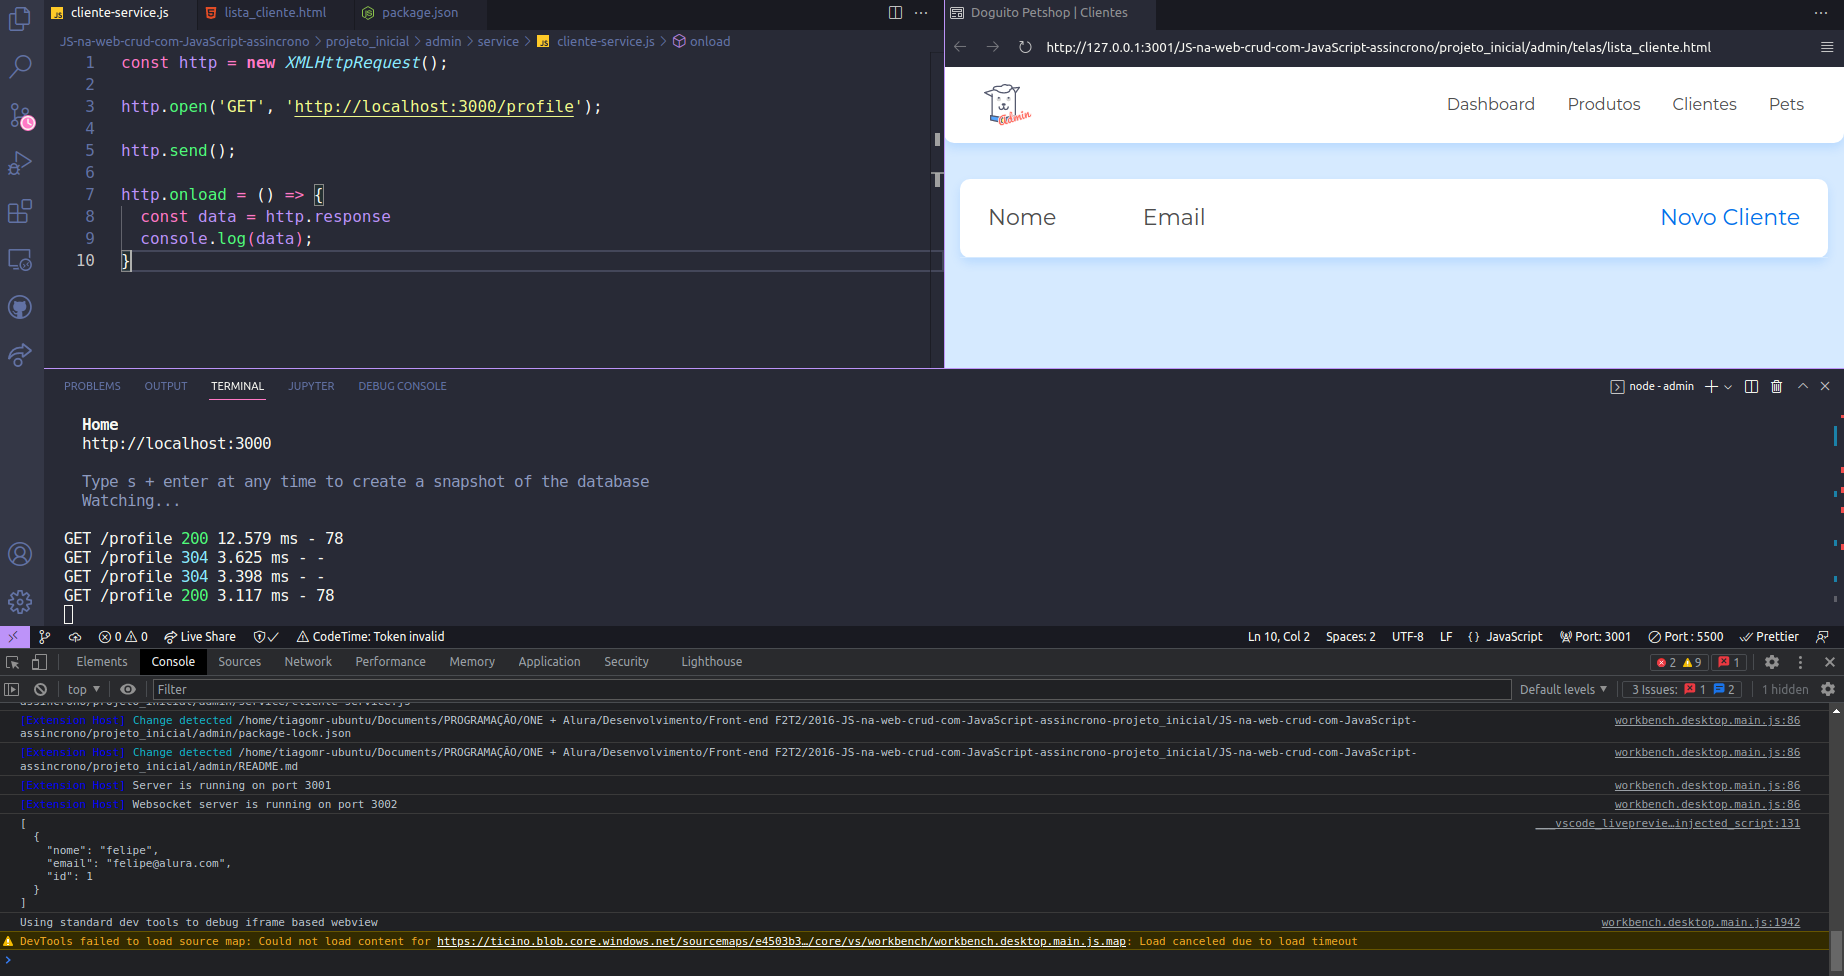 cliente-service.js
lista_cliente.html
package.json
JS-na-web-crud-com-JavaScript-assincrono > projeto_inicial > admin > service > JS cliente-service.js > onload
1 const http = new XMLHttpRequest();
2
3 http.open('GET', 'http://localhost:3000/profile');
4
5 http.send();
6
7 http.onload = () => {
8 const data = http.response
9 console.log(data);
10 }
Doguito Petshop | Clientes
http://127.0.0.1:3001/JS-na-web-crud-com-JavaScript-assincrono/projeto_inicial/admin/telas/lista_cliente.html
admin
Dashboard Produtos Clientes Pets
Nome Email Novo Cliente
PROBLEMS OUTPUT TERMINAL JUPYTER DEBUG CONSOLE
node - admin
Home
http://localhost:3000
Type s + enter at any time to create a snapshot of the database
Watching...
GET /profile 200 12.579 ms - 78
GET /profile 304 3.625 ms - -
GET /profile 304 3.398 ms - -
GET /profile 200 3.117 ms - 78
0 0 Live Share CodeTime: Token invalid Ln 10, Col 2 Spaces: 2 UTF-8 LF {} JavaScript Port: 3001 Port : 5500 Prettier
Elements Console Sources Network Performance Memory Application Security Lighthouse 2 9 1
top Filter Default levels 3 Issues: 1 2 1 hidden
assincrono/projeto_inicial/admin/service/cliente-service.js
[Extension Host] Change detected /home/tiagomr-ubuntu/Documents/PROGRAMAÇÃO/ONE + Alura/Desenvolvimento/Front-end F2T2/2016-JS-na-web-crud-com-JavaScript-assincrono-projeto_inicial/JS-na-web-crud-com-JavaScript- workbench.desktop.main.js:86
assincrono/projeto_inicial/admin/package-lock.json
[Extension Host] Change detected /home/tiagomr-ubuntu/Documents/PROGRAMAÇÃO/ONE + Alura/Desenvolvimento/Front-end F2T2/2016-JS-na-web-crud-com-JavaScript-assincrono-projeto_inicial/JS-na-web-crud-com-JavaScript- workbench.desktop.main.js:86
assincrono/projeto_inicial/admin/README.md
[Extension Host] Server is running on port 3001 workbench.desktop.main.js:86
[Extension Host] Websocket server is running on port 3002 workbench.desktop.main.js:86
[ ___vscode_liveprevie…injected_script:131
{
"nome": "felipe",
"email": "felipe@alura.com",
"id": 1
}
]
Using standard dev tools to debug iframe based webview workbench.desktop.main.js:1942
DevTools failed to load source map: Could not load content for https://ticino.blob.core.windows.net/sourcemaps/e4503b3…/core/vs/workbench/workbench.desktop.main.js.map: Load canceled due to load timeout